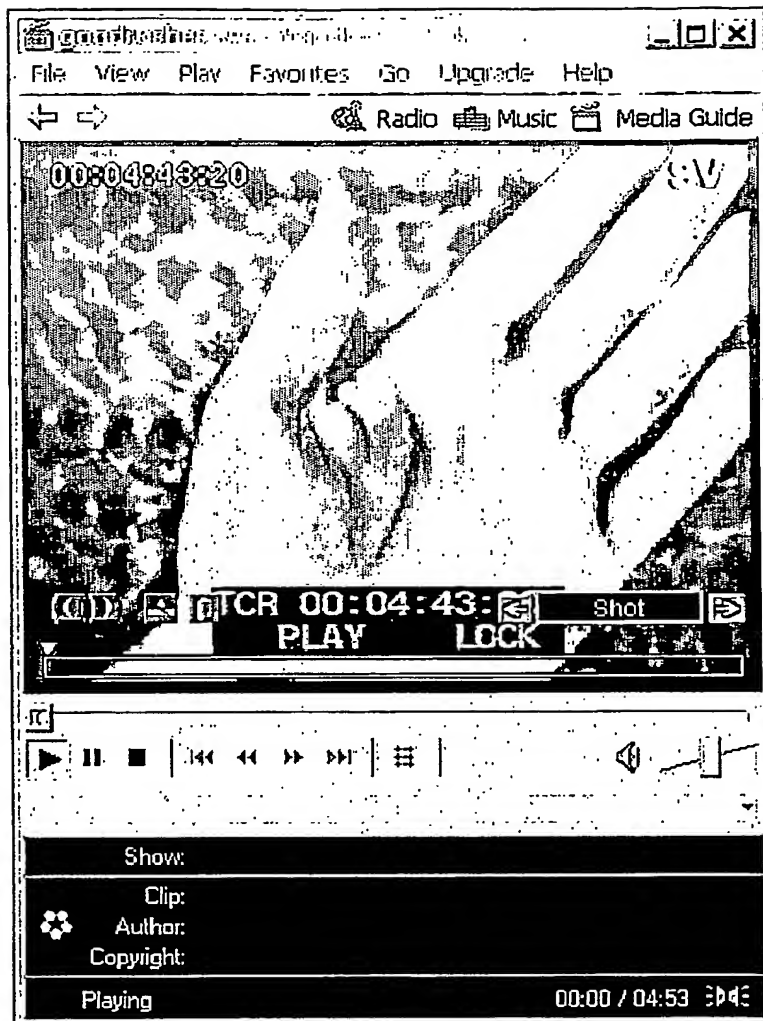 File View Play Favorites Go Upgrade Help
Radio Music Media Guide
00:04:43:20
TCR 00:04:43:
Shot
PLAY LOCK
Show:
Clip:
Author:
Copyright:
Playing 00:00 / 04:53